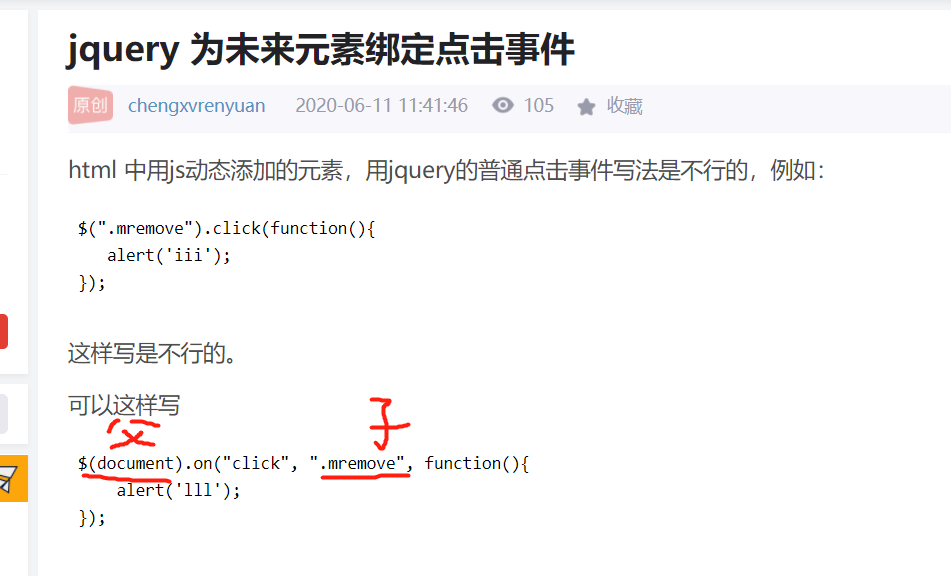 jquery 为未来元素绑定点击事件
原创 chengxvrenyuan 2020-06-11 11:41:46 105 收藏
html 中用js动态添加的元素，用jquery的普通点击事件写法是不行的，例如：
$(".mremove").click(function(){
alert('iii');
});
这样写是不行的。
可以这样写
父 子
$(document).on("click", ".mremove", function(){
alert('lll');
});